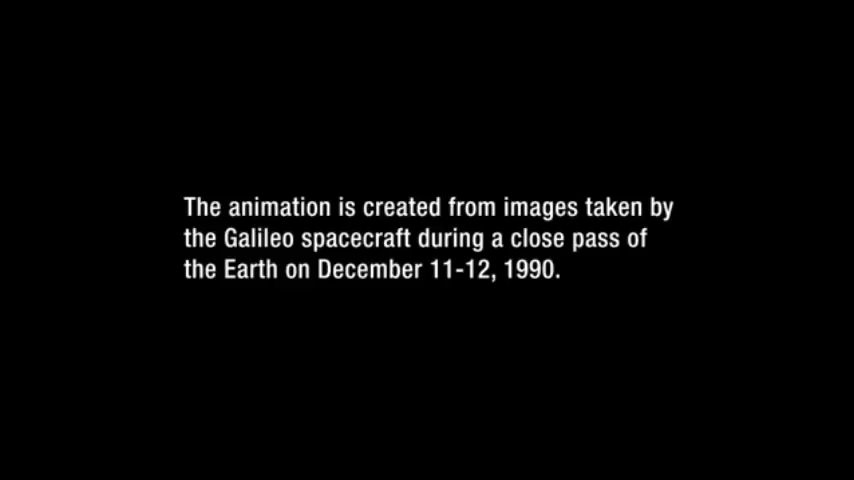 The animation is created from images taken by
the Galileo spacecraft during a close pass of
the Earth on December 11-12, 1990.